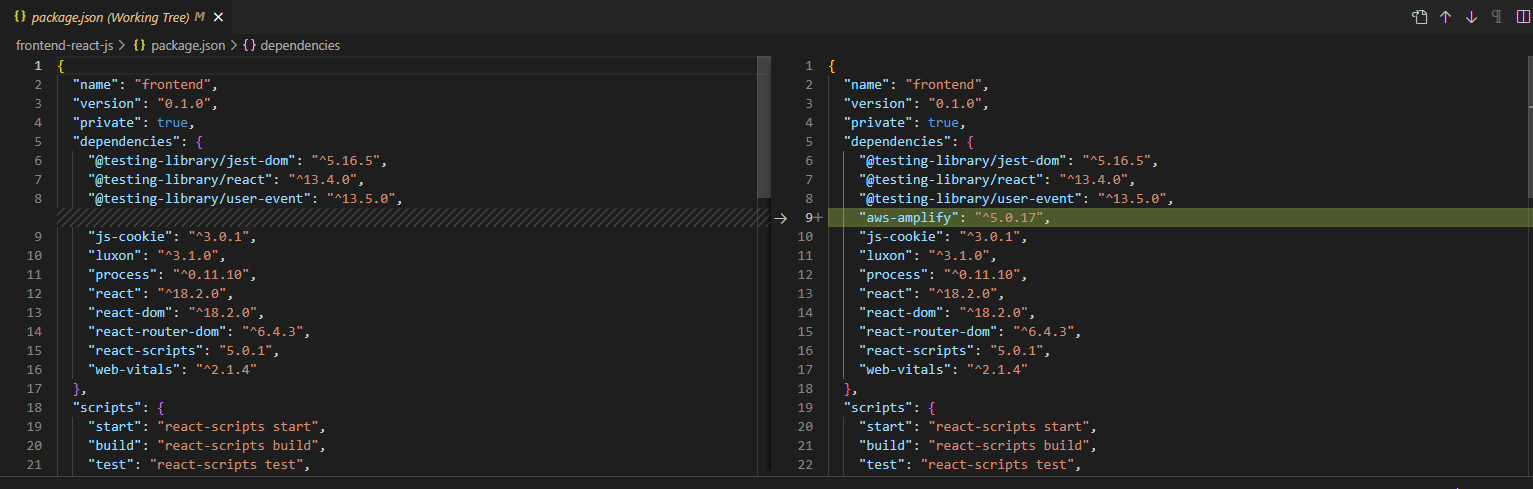 {} package.json (Working Tree) M ×
frontend-react-js > {} package.json > {} dependencies
1 {
2 "name": "frontend",
3 "version": "0.1.0",
4 "private": true,
5 "dependencies": {
6 "@testing-library/jest-dom": "^5.16.5",
7 "@testing-library/react": "^13.4.0",
8 "@testing-library/user-event": "^13.5.0",
9 "js-cookie": "^3.0.1",
10 "luxon": "^3.1.0",
11 "process": "^0.11.10",
12 "react": "^18.2.0",
13 "react-dom": "^18.2.0",
14 "react-router-dom": "^6.4.3",
15 "react-scripts": "5.0.1",
16 "web-vitals": "^2.1.4"
17 },
18 "scripts": {
19 "start": "react-scripts start",
20 "build": "react-scripts build",
21 "test": "react-scripts test",
1 {
2 "name": "frontend",
3 "version": "0.1.0",
4 "private": true,
5 "dependencies": {
6 "@testing-library/jest-dom": "^5.16.5",
7 "@testing-library/react": "^13.4.0",
8 "@testing-library/user-event": "^13.5.0",
9+ "aws-amplify": "^5.0.17",
10 "js-cookie": "^3.0.1",
11 "luxon": "^3.1.0",
12 "process": "^0.11.10",
13 "react": "^18.2.0",
14 "react-dom": "^18.2.0",
15 "react-router-dom": "^6.4.3",
16 "react-scripts": "5.0.1",
17 "web-vitals": "^2.1.4"
18 },
19 "scripts": {
20 "start": "react-scripts start",
21 "build": "react-scripts build",
22 "test": "react-scripts test",